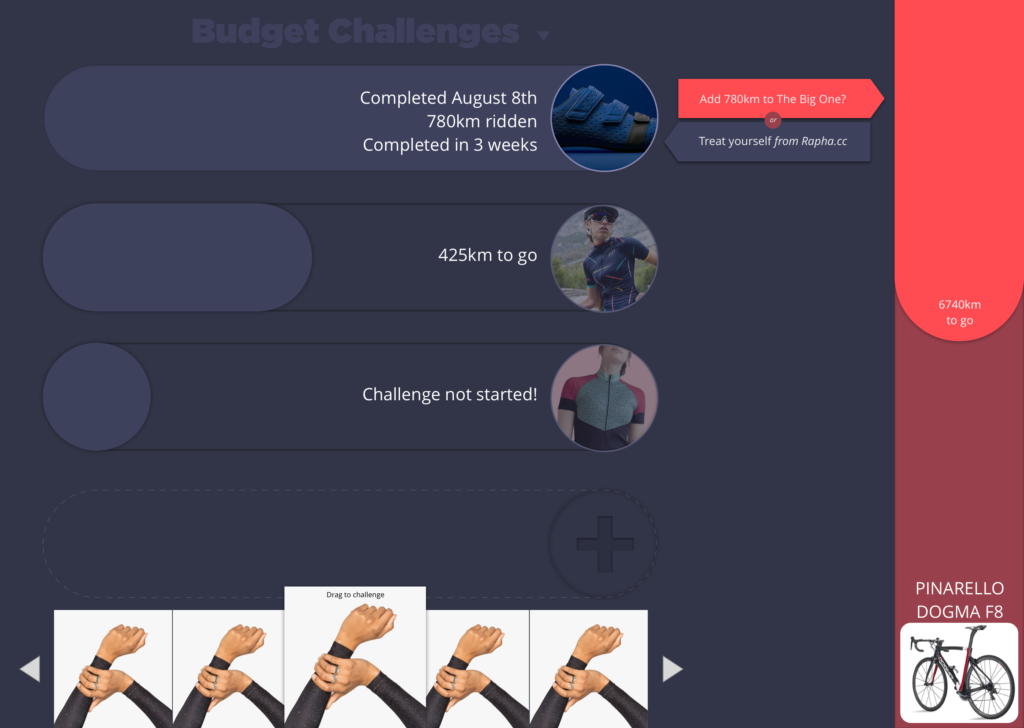 Budget Challenges
Completed August 8th
780km ridden
Completed in 3 weeks
Add 780km to The Big One?
or
Treat yourself from Rapha.cc
425km to go
6740km
to go
Challenge not started!
Drag to challenge
PINARELLO
DOGMA F8